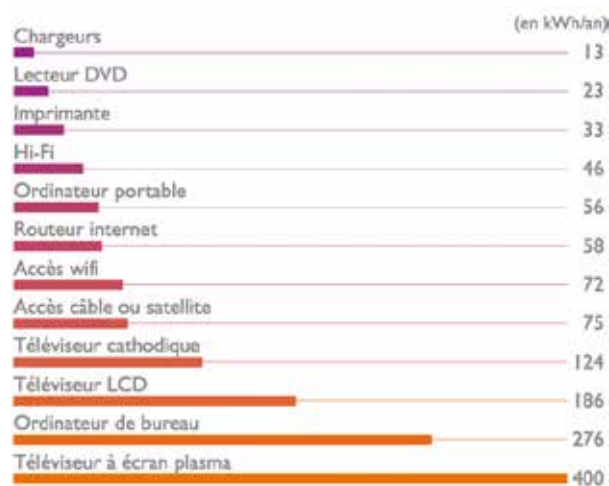 (en kWh/an)
Chargeurs
13
Lecteur DVD
23
Imprimante
33
Hi-Fi
46
Ordinateur portable
56
Routeur internet
58
Accès wifi
72
Accès câble ou satellite
75
Téléviseur cathodique
124
Téléviseur LCD
186
Ordinateur de bureau
276
Téléviseur à écran plasma
400